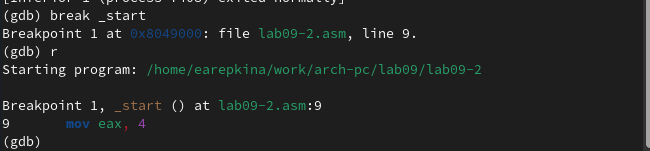 [Inferior 1 (process 4408) exited normally]
(gdb) break _start
Breakpoint 1 at 0x8049000: file lab09-2.asm, line 9.
(gdb) r
Starting program: /home/earepkina/work/arch-pc/lab09/lab09-2
Breakpoint 1, _start () at lab09-2.asm:9
9 mov eax, 4
(gdb)